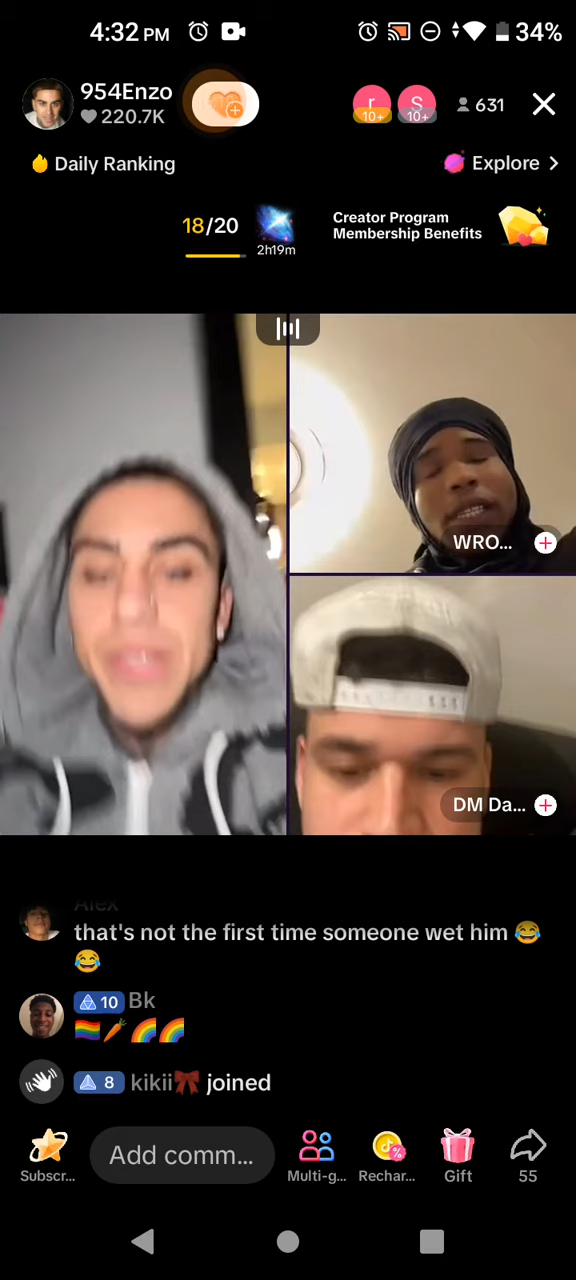 4:32 PM
34%
954Enzo
220.7K
r
10+
S
10+
631
Daily Ranking
Explore >
18/20
2h19m
Creator Program
Membership Benefits
WRO...
DM Da...
Alex
that's not the first time someone wet him 😂
😂
10 Bk
🏳️‍🌈🥕🌈🌈
8 kikii🎀 joined
Add comm...
Subscr...
Multi-g...
Rechar...
Gift
55